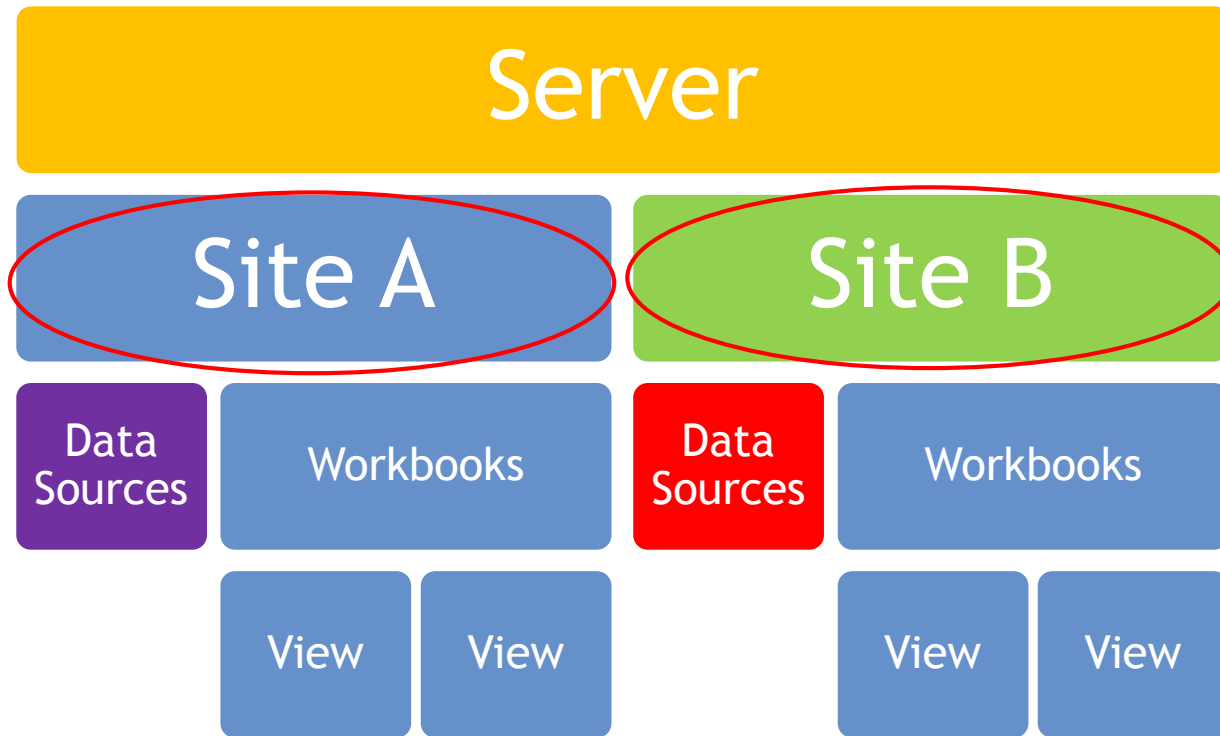 Server
Site A
Site B
Data
Sources
Workbooks
Data
Sources
Workbooks
View
View
View
View